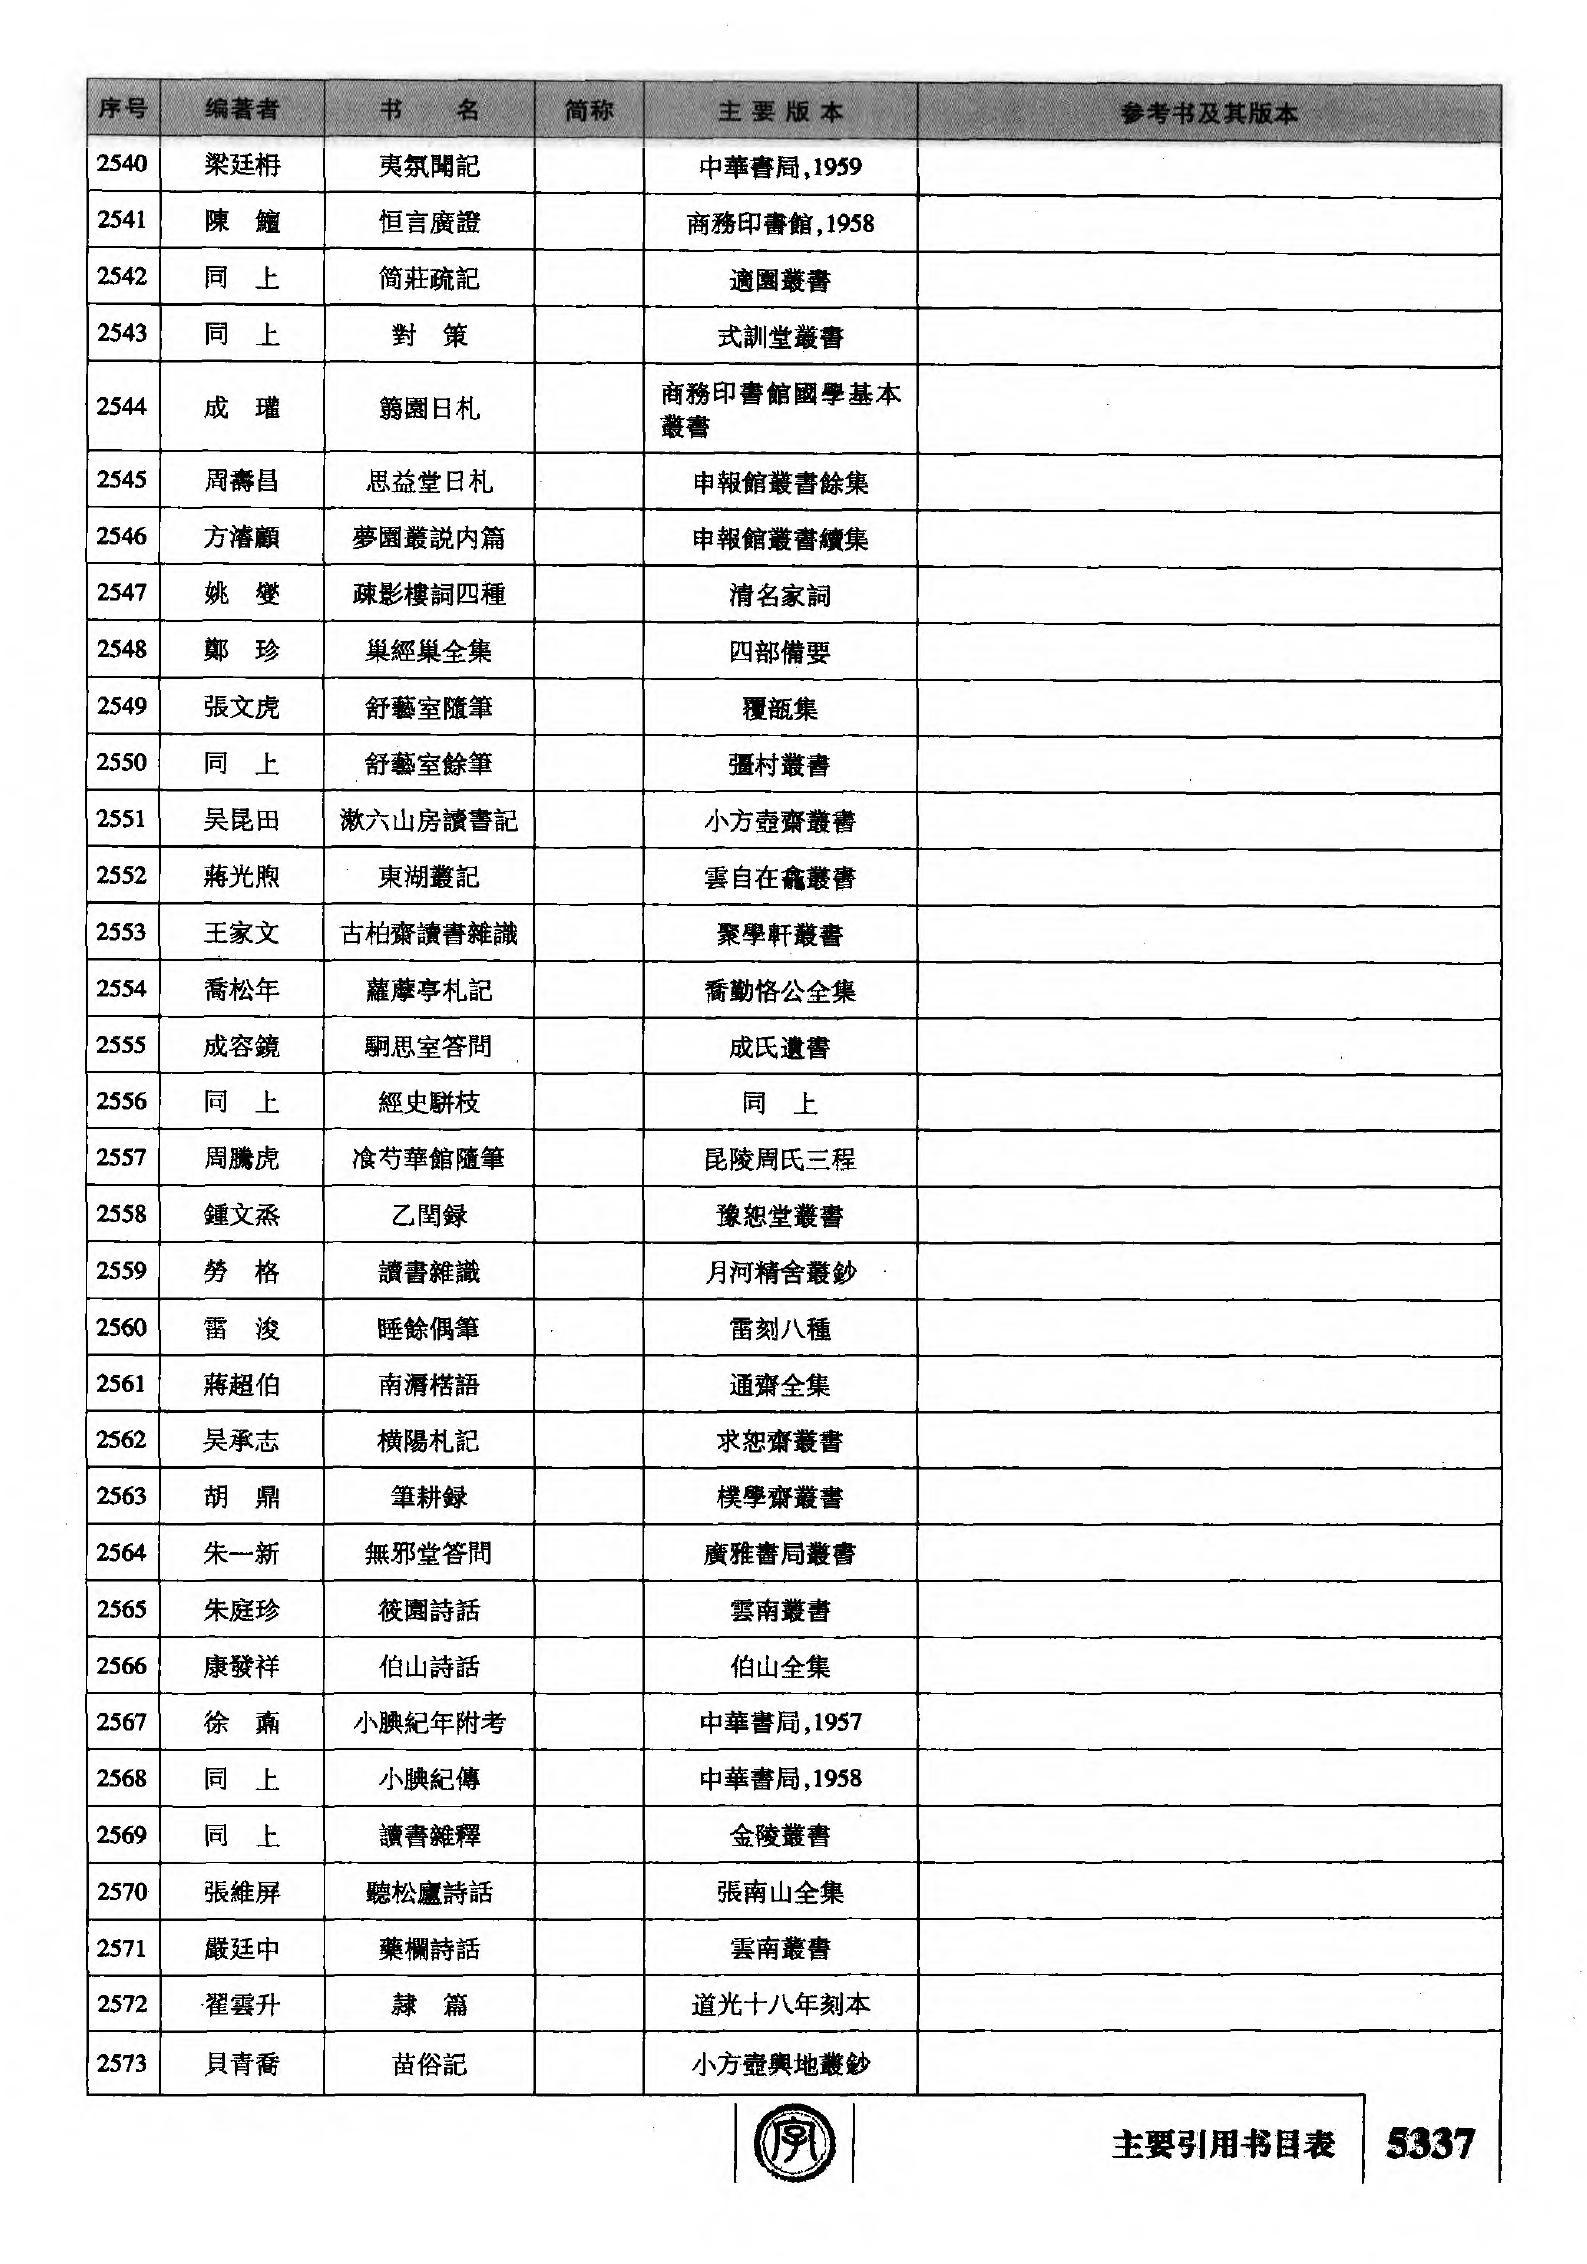 序号 编著者 书 名 简称 主要版本 参考书及其版本
2540 梁廷枏 夷氛聞記 中華書局,1959
2541 陳 鱣 恒言廣證 商務印書館,1958
2542 同 上 簡莊疏記 適園叢書
2543 同 上 對 策 式訓堂叢書
2544 成 瓘 篛園日札 商務印書館國學基本
叢書
2545 周壽昌 思益堂日札 申報館叢書餘集
2546 方濬頤 夢園叢説内篇 申報館叢書續集
2547 姚 燮 疎影樓詞四種 清名家詞
2548 鄭 珍 巢經巢全集 四部備要
2549 張文虎 舒藝室隨筆 覆瓿集
2550 同 上 舒藝室餘筆 彊村叢書
2551 吴昆田 漱六山房讀書記 小方壺齋叢書
2552 蔣光煦 東湖叢記 雲自在龕叢書
2553 王家文 古柏齋讀書雜識 聚學軒叢書
2554 喬松年 蘿藦亭札記 喬勤恪公全集
2555 成容鏡 駉思室答問 成氏遺書
2556 同 上 經史駢枝 同 上
2557 周騰虎 飡芍華館隨筆 昆陵周氏三程
2558 鍾文烝 乙閏録 豫恕堂叢書
2559 勞 格 讀書雜識 月河精舍叢鈔
2560 雷 浚 睡餘偶筆 雷刻八種
2561 蔣超伯 南漘楛語 通齋全集
2562 吴承志 横陽札記 求恕齋叢書
2563 胡 鼎 筆耕録 樸學齋叢書
2564 朱一新 無邪堂答問 廣雅書局叢書
2565 朱庭珍 筱園詩話 雲南叢書
2566 康發祥 伯山詩話 伯山全集
2567 徐 鼒 小腆紀年附考 中華書局,1957
2568 同 上 小腆紀傳 中華書局,1958
2569 同 上 讀書雜釋 金陵叢書
2570 張維屏 聽松廬詩話 張南山全集
2571 嚴廷中 藥欄詩話 雲南叢書
2572 翟雲升 隸 篇 道光十八年刻本
2573 貝青喬 苗俗記 小方壺輿地叢鈔
字
主要引用书目表 5337